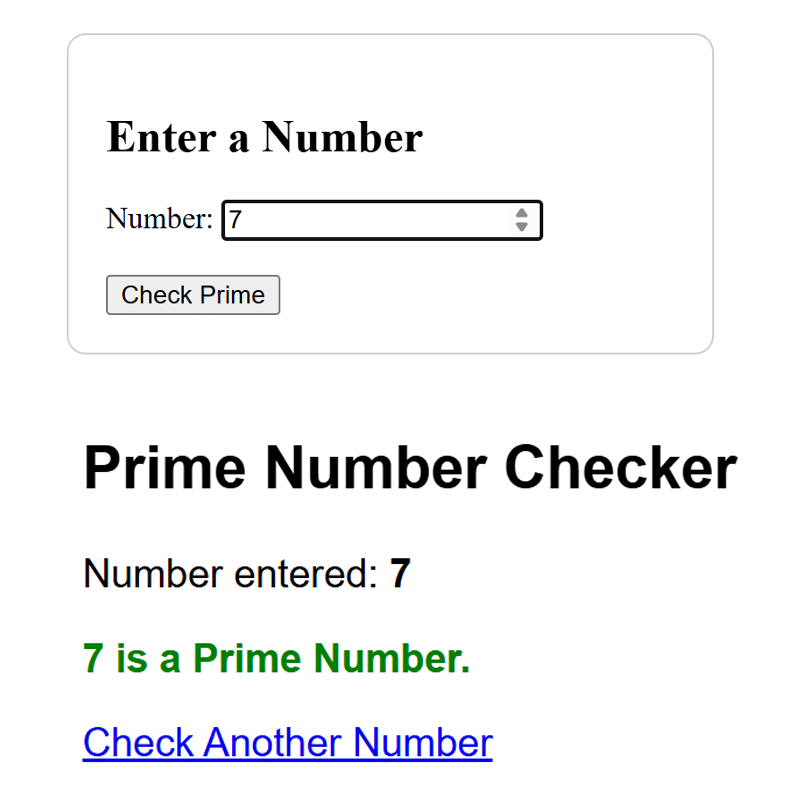 Enter a Number
Number: 7
Check Prime
Prime Number Checker
Number entered: 7
7 is a Prime Number.
Check Another Number